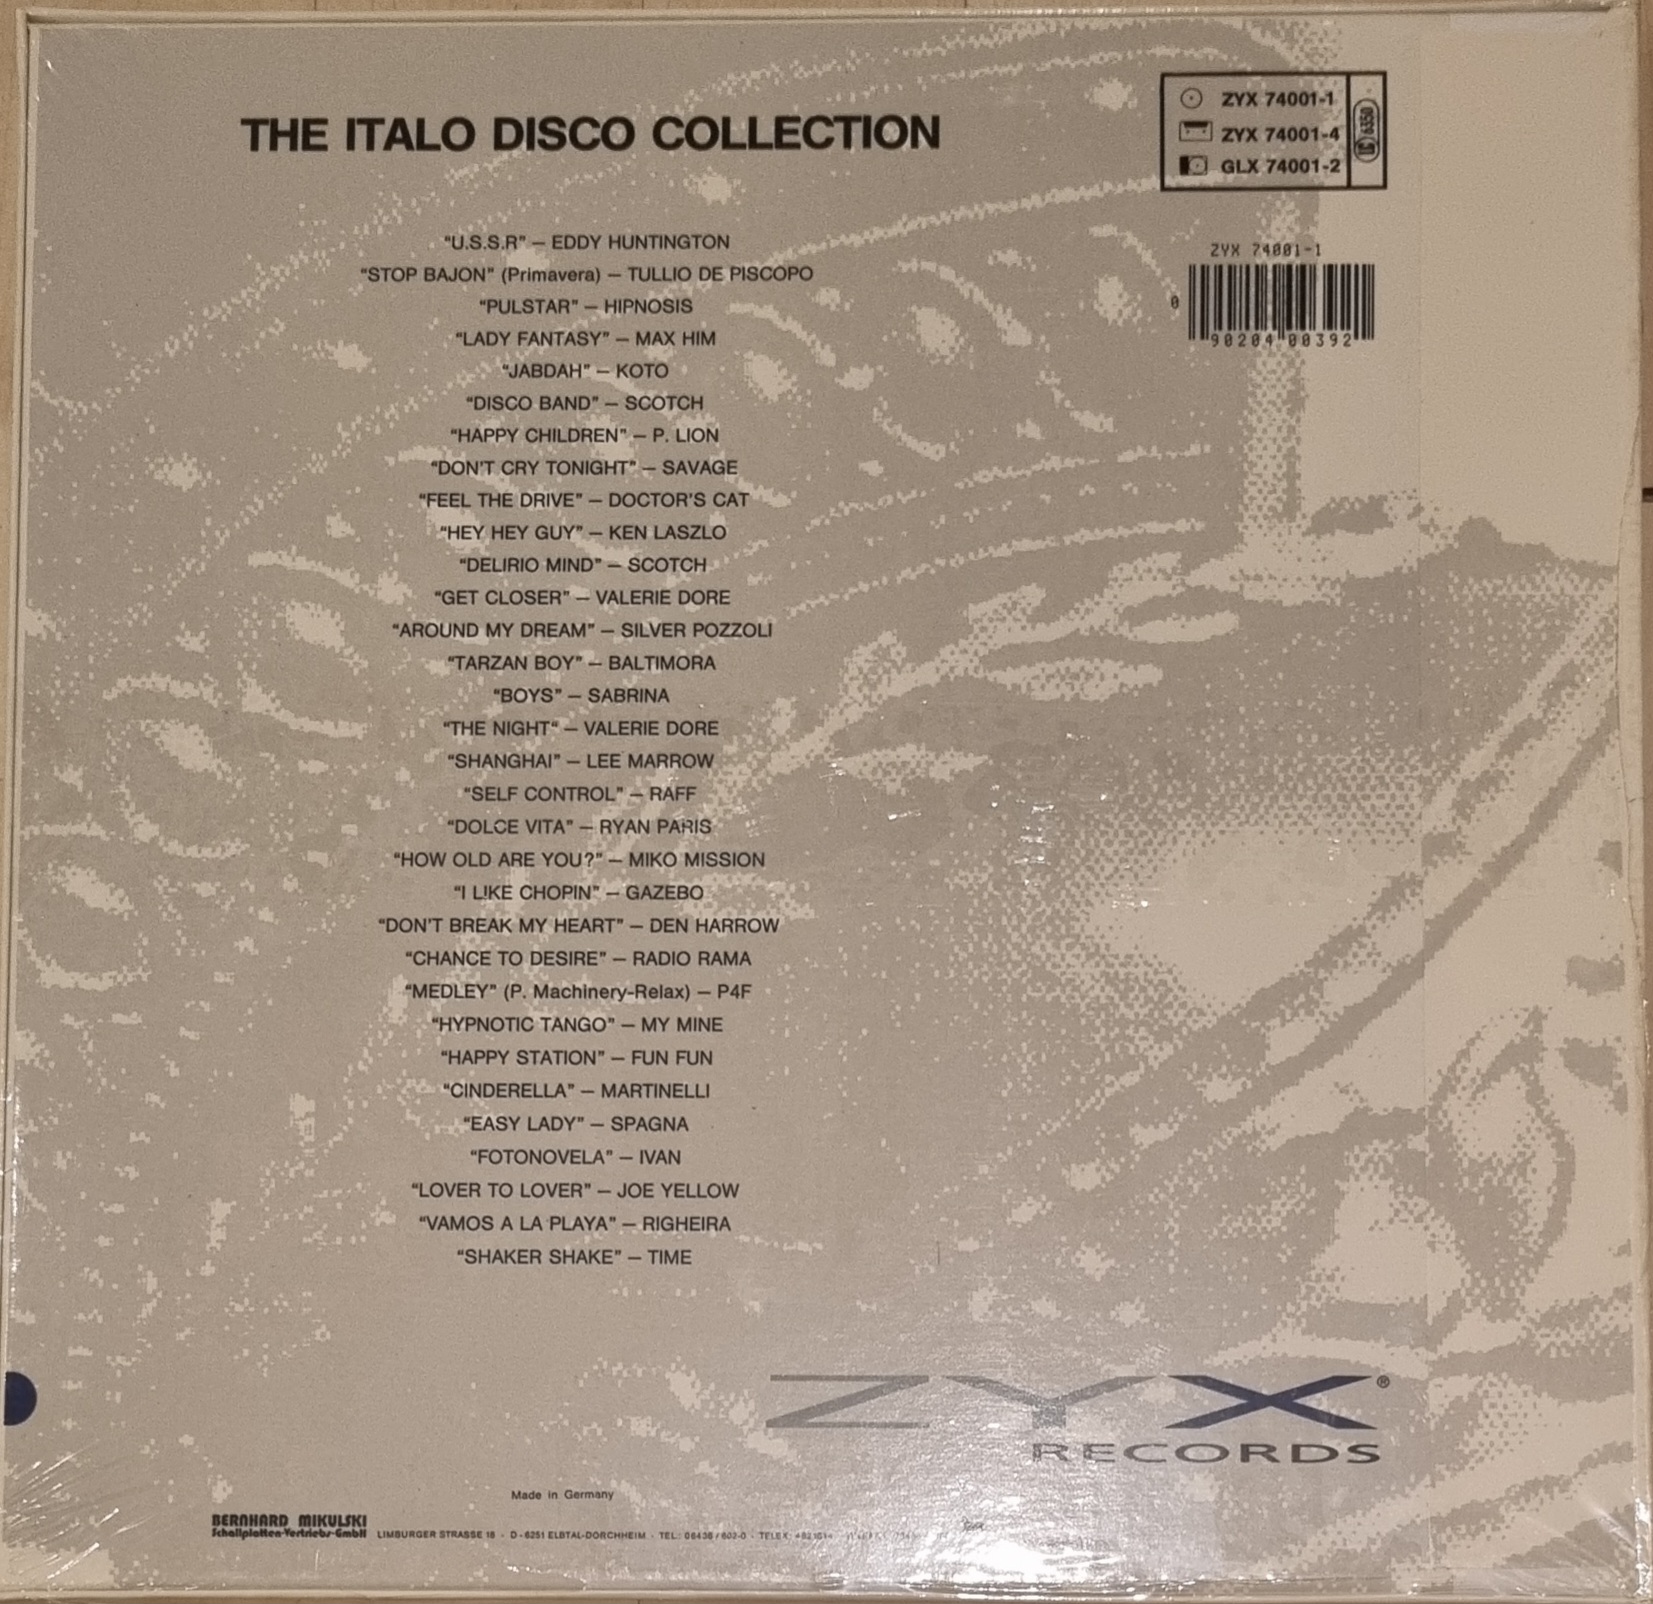 THE ITALO DISCO COLLECTION
ZYX 74001-1
ZYX 74001-4
GLX 74001-2
LC 6350
ZYX 74001-1
0
90204 00392
“U.S.S.R” – EDDY HUNTINGTON
“STOP BAJON” (Primavera) – TULLIO DE PISCOPO
“PULSTAR” – HIPNOSIS
“LADY FANTASY” – MAX HIM
“JABDAH” – KOTO
“DISCO BAND” – SCOTCH
“HAPPY CHILDREN” – P. LION
“DON’T CRY TONIGHT” – SAVAGE
“FEEL THE DRIVE” – DOCTOR’S CAT
“HEY HEY GUY” – KEN LASZLO
“DELIRIO MIND” – SCOTCH
“GET CLOSER” – VALERIE DORE
“AROUND MY DREAM” – SILVER POZZOLI
“TARZAN BOY” – BALTIMORA
“BOYS” – SABRINA
“THE NIGHT“ – VALERIE DORE
“SHANGHAI” – LEE MARROW
“SELF CONTROL” – RAFF
“DOLCE VITA” – RYAN PARIS
“HOW OLD ARE YOU?” – MIKO MISSION
“I LIKE CHOPIN” – GAZEBO
“DON’T BREAK MY HEART” – DEN HARROW
“CHANCE TO DESIRE” – RADIO RAMA
“MEDLEY” (P. Machinery-Relax) – P4F
“HYPNOTIC TANGO” – MY MINE
“HAPPY STATION” – FUN FUN
“CINDERELLA” – MARTINELLI
“EASY LADY” – SPAGNA
“FOTONOVELA” – IVAN
“LOVER TO LOVER” – JOE YELLOW
“VAMOS A LA PLAYA” – RIGHEIRA
“SHAKER SHAKE” – TIME
ZYX®
RECORDS
Made in Germany
BERNHARD MIKULSKI
Schallplatten-Vertriebs-GmbH LIMBURGER STRASSE 18 · D-6251 ELBTAL-DORCHHEIM · TEL: 06436/603-0 · TELEX: